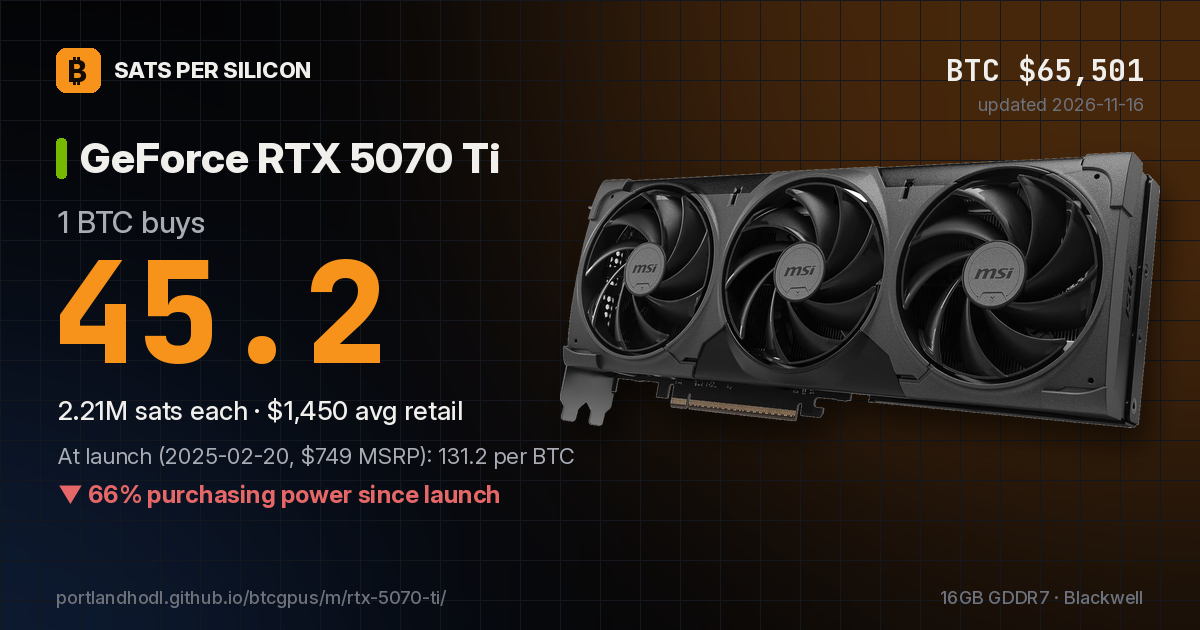 SATS PER SILICON
BTC $65,501
updated 2026-11-16
GeForce RTX 5070 Ti
1 BTC buys
45.2
2.21M sats each · $1,450 avg retail
At launch (2025-02-20, $749 MSRP): 131.2 per BTC
▼ 66% purchasing power since launch
msi
msi
msi
portlandhodl.github.io/btcgpus/m/rtx-5070-ti/
16GB GDDR7 · Blackwell